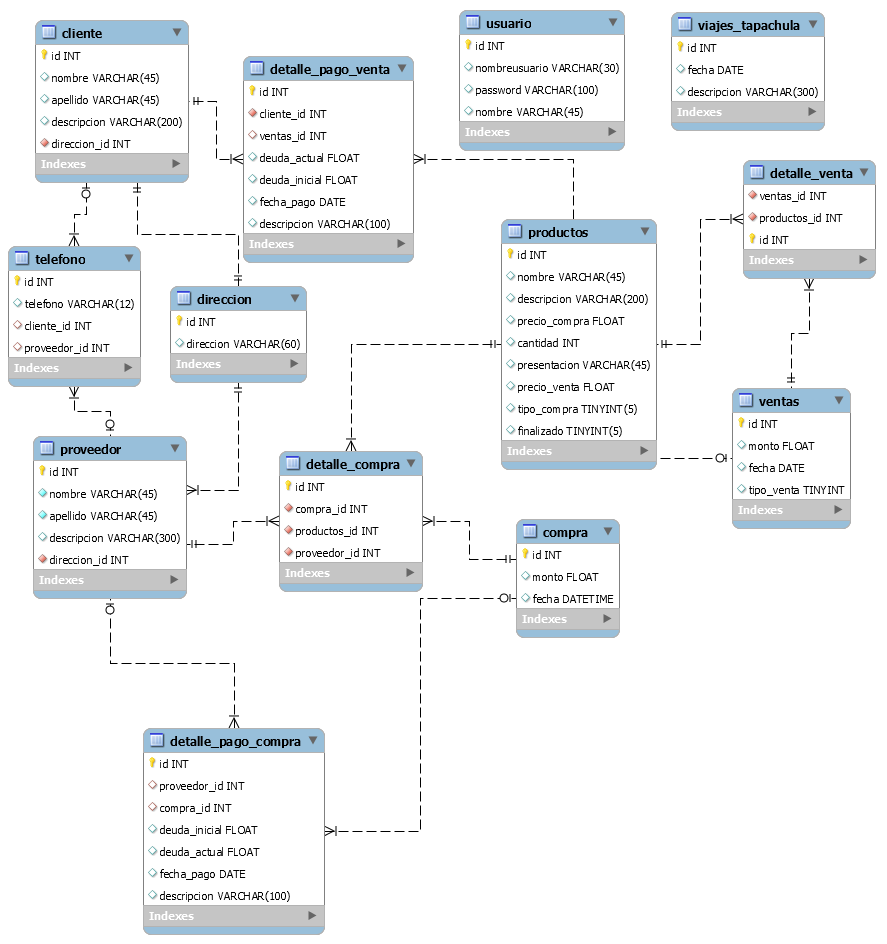 cliente
id INT
nombre VARCHAR(45)
apellido VARCHAR(45)
descripcion VARCHAR(200)
direccion_id INT
Indexes
detalle_pago_venta
id INT
cliente_id INT
ventas_id INT
deuda_actual FLOAT
deuda_inicial FLOAT
fecha_pago DATE
descripcion VARCHAR(100)
Indexes
usuario
id INT
nombreusuario VARCHAR(30)
password VARCHAR(100)
nombre VARCHAR(45)
Indexes
viajes_tapachula
id INT
fecha DATE
descripcion VARCHAR(300)
Indexes
detalle_venta
ventas_id INT
productos_id INT
id INT
Indexes
telefono
id INT
telefono VARCHAR(12)
cliente_id INT
proveedor_id INT
Indexes
direccion
id INT
direccion VARCHAR(60)
Indexes
productos
id INT
nombre VARCHAR(45)
descripcion VARCHAR(200)
precio_compra FLOAT
cantidad INT
presentacion VARCHAR(45)
precio_venta FLOAT
tipo_compra TINYINT(5)
finalizado TINYINT(5)
Indexes
ventas
id INT
monto FLOAT
fecha DATE
tipo_venta TINYINT
Indexes
proveedor
id INT
nombre VARCHAR(45)
apellido VARCHAR(45)
descripcion VARCHAR(300)
direccion_id INT
Indexes
detalle_compra
id INT
compra_id INT
productos_id INT
proveedor_id INT
Indexes
compra
id INT
monto FLOAT
fecha DATETIME
Indexes
detalle_pago_compra
id INT
proveedor_id INT
compra_id INT
deuda_inicial FLOAT
deuda_actual FLOAT
fecha_pago DATE
descripcion VARCHAR(100)
Indexes